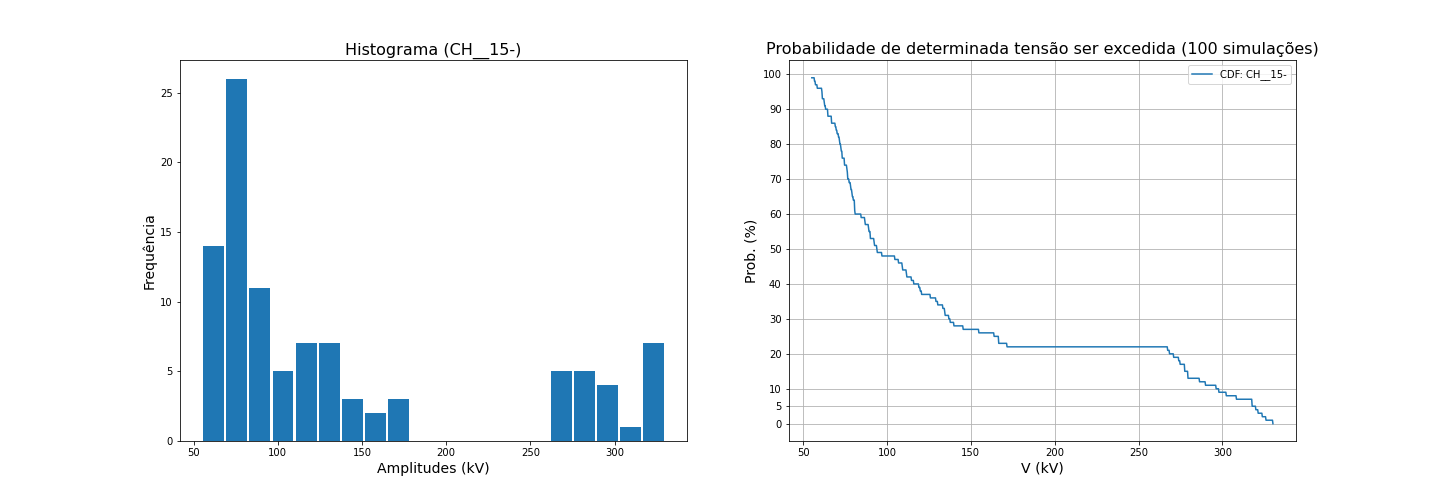 Histograma (CH__15-)
25
20
15
10
5
0
Frequência
50 100 150 200 250 300
Amplitudes (kV)
Probabilidade de determinada tensão ser excedida (100 simulações)
CDF: CH__15-
100
90
80
70
60
50
40
30
20
10
5
0
Prob. (%)
50 100 150 200 250 300
V (kV)